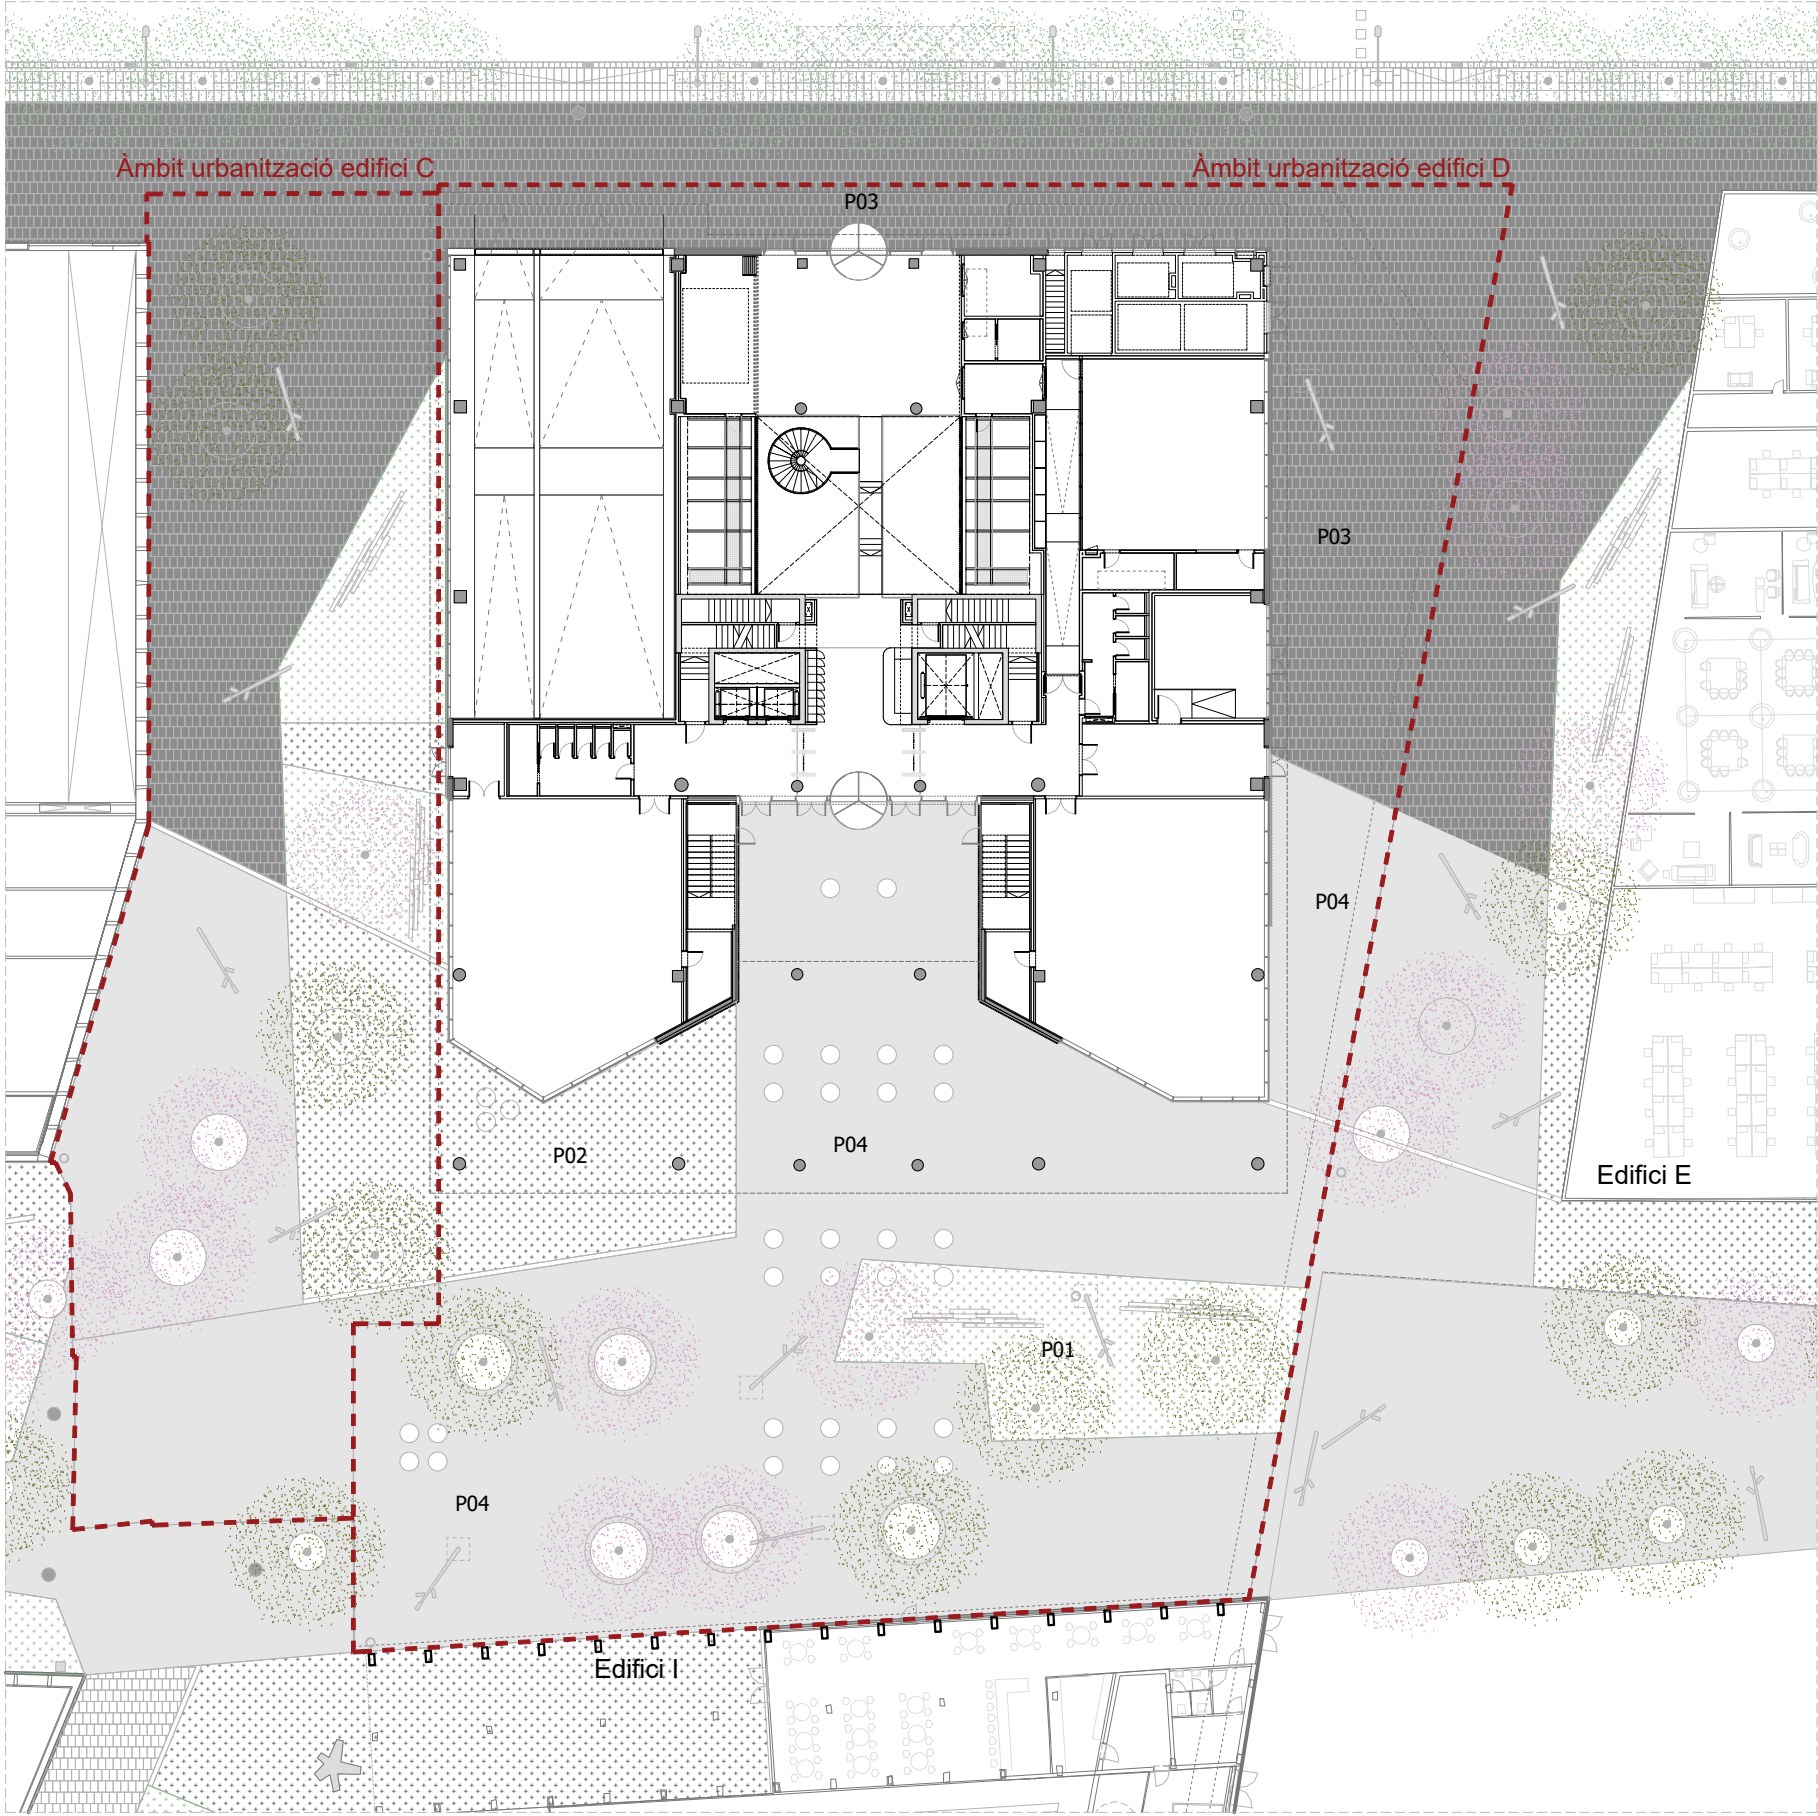 Àmbit urbanització edifici C
Àmbit urbanització edifici D
P03
P03
P04
P04
P02
Edifici E
P01
P04
Edifici I